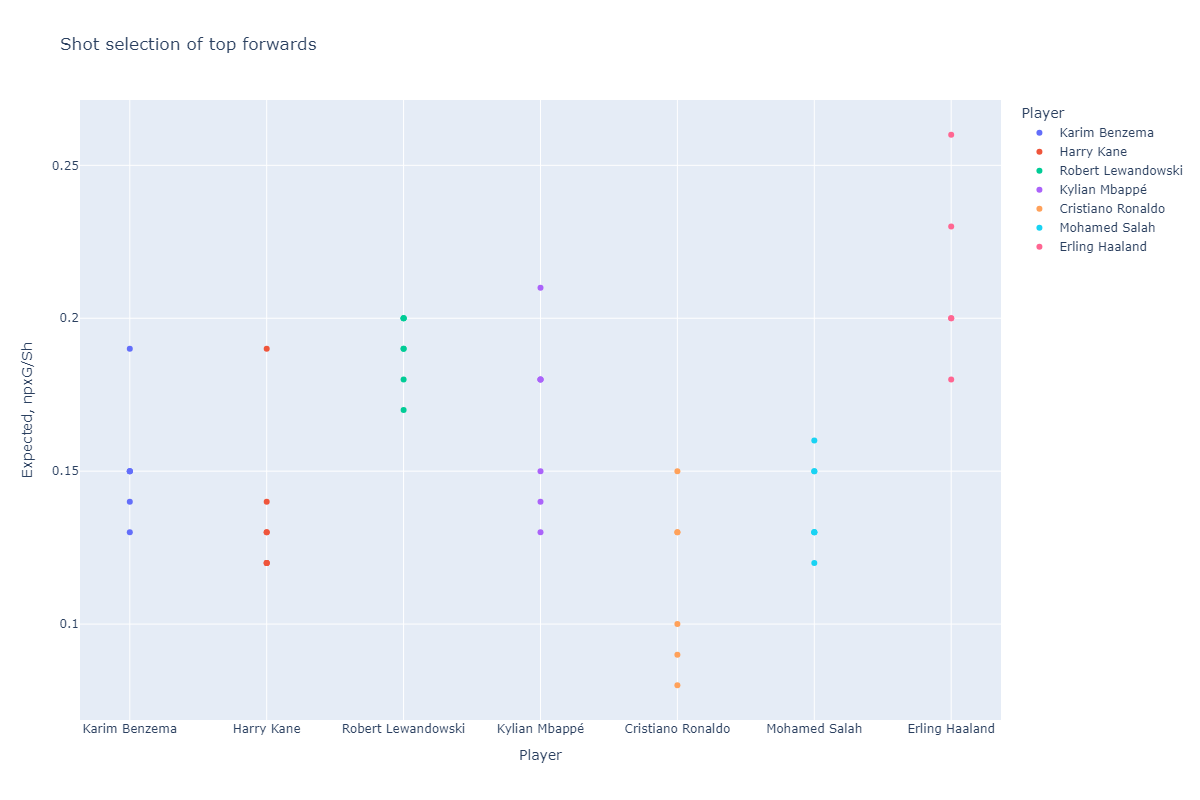 Shot selection of top forwards
Player
Karim Benzema
Harry Kane
Robert Lewandowski
Kylian Mbappé
Cristiano Ronaldo
Mohamed Salah
Erling Haaland
Expected, npxG/Sh
0.25
0.2
0.15
0.1
Karim Benzema
Harry Kane
Robert Lewandowski
Kylian Mbappé
Cristiano Ronaldo
Mohamed Salah
Erling Haaland
Player